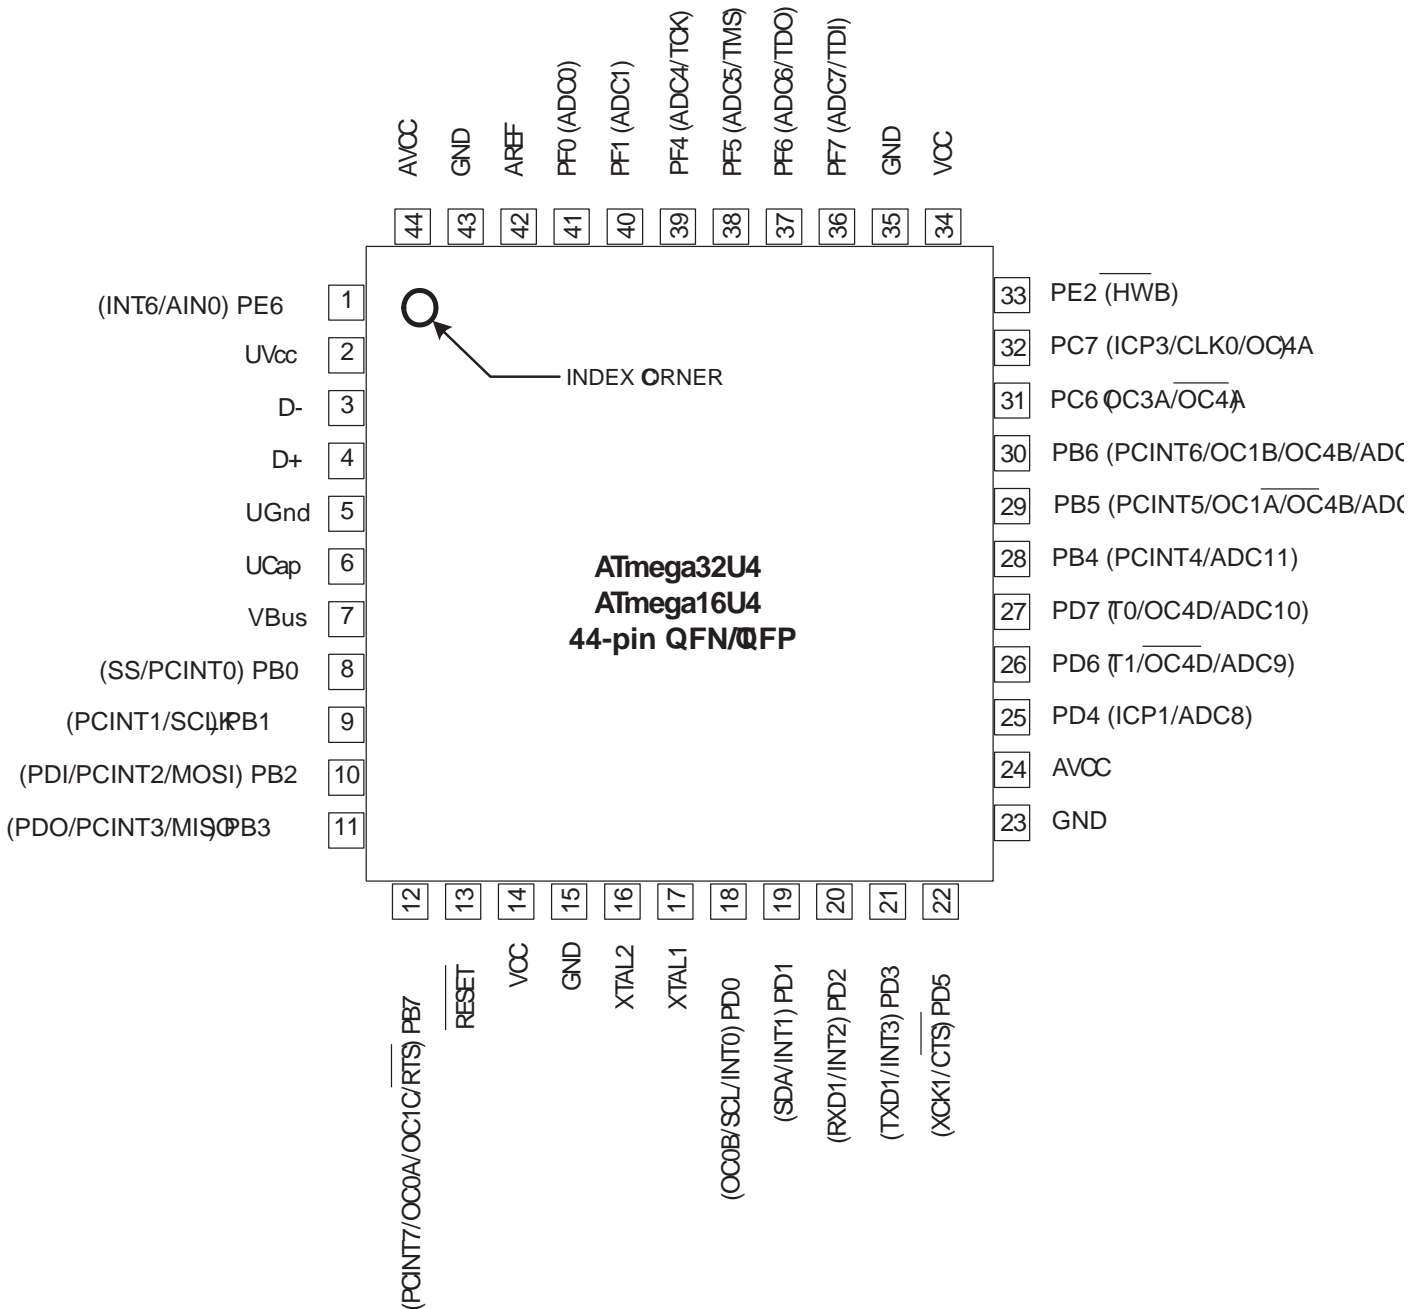 AVCC
GND
AREF
PF0 (ADC0)
PF1 (ADC1)
PF4 (ADC4/TCK)
PF5 (ADC5/TMS)
PF6 (ADC6/TDO)
PF7 (ADC7/TDI)
GND
VCC
44
43
42
41
40
39
38
37
36
35
34
(INT.6/AIN0) PE6
1
UVcc
2
D-
3
D+
4
UGnd
5
UCap
6
VBus
7
(SS/PCINT0) PB0
8
(PCINT1/SCLK) PB1
9
(PDI/PCINT2/MOSI) PB2
10
(PDO/PCINT3/MISO) PB3
11
INDEX CORNER
ATmega32U4
ATmega16U4
44-pin QFN/TQFP
33
PE2 (HWB)
32
PC7 (ICP3/CLK0/OC4A)
31
PC6 (OC3A/OC4A)
30
PB6 (PCINT6/OC1B/OC4B/ADC
29
PB5 (PCINT5/OC1A/OC4B/ADC
28
PB4 (PCINT4/ADC11)
27
PD7 (T0/OC4D/ADC10)
26
PD6 (T1/OC4D/ADC9)
25
PD4 (ICP1/ADC8)
24
AVCC
23
GND
12
13
14
15
16
17
18
19
20
21
22
(PCINT7/OC0A/OC1C/RTS) PB7
RESET
VCC
GND
XTAL2
XTAL1
(OC0B/SCL/INT0) PD0
(SDA/INT1) PD1
(RXD1/INT2) PD2
(TXD1/INT3) PD3
(XCK1/CTS) PD5